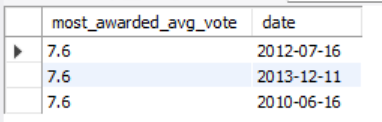 most_awarded_avg_vote date
7.6 2012-07-16
7.6 2013-12-11
7.6 2010-06-16